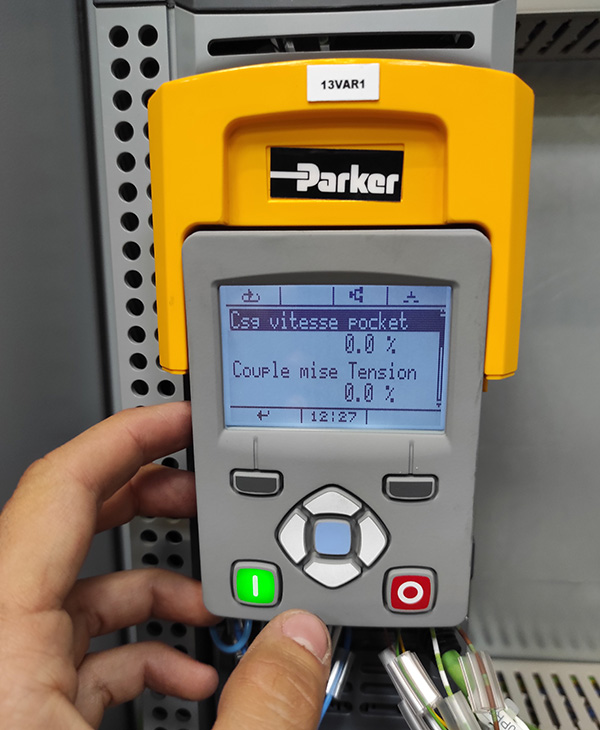 13VAR1
Parker
Csg vitesse pocket
0.0 %
Couple mise Tension
0.0 %
12:27
I
O